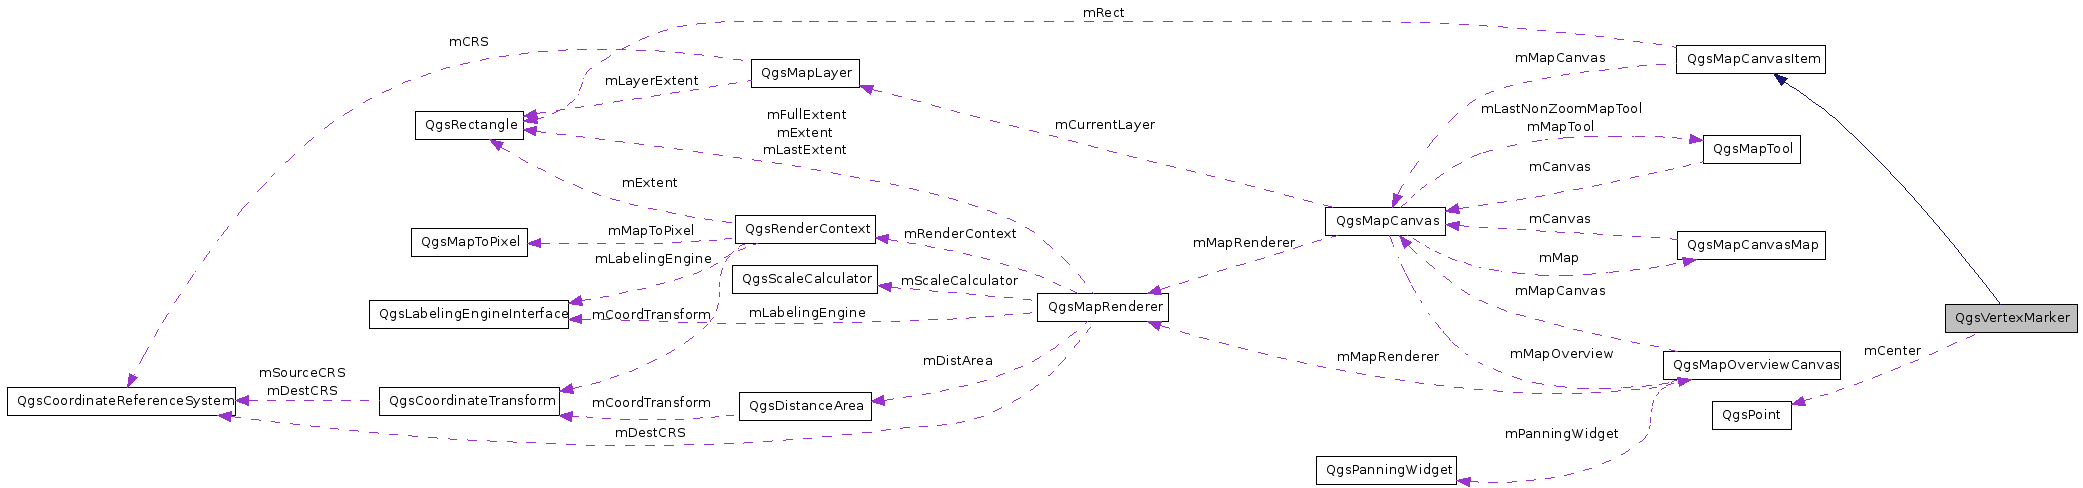 mRect
mCRS
QgsMapCanvasItem
mMapCanvas
QgsMapLayer
mLayerExtent
mLastNonZoomMapTool
mMapTool
mFullExtent
mExtent
mLastExtent
QgsRectangle
mCurrentLayer
QgsMapTool
mCanvas
mExtent
QgsMapCanvas
mCanvas
QgsRenderContext
mRenderContext
mMapToPixel
QgsMapToPixel
mMapRenderer
QgsMapCanvasMap
mLabelingEngine
mMap
QgsScaleCalculator
mScaleCalculator
mMapCanvas
QgsMapRenderer
QgsLabelingEngineInterface
mCoordTransform
mLabelingEngine
QgsVertexMarker
mDistArea
mMapRenderer
mMapOverview
mCenter
QgsMapOverviewCanvas
mSourceCRS
mDestCRS
QgsCoordinateReferenceSystem
QgsCoordinateTransform
mCoordTransform
QgsDistanceArea
QgsPoint
mDestCRS
mPanningWidget
QgsPanningWidget